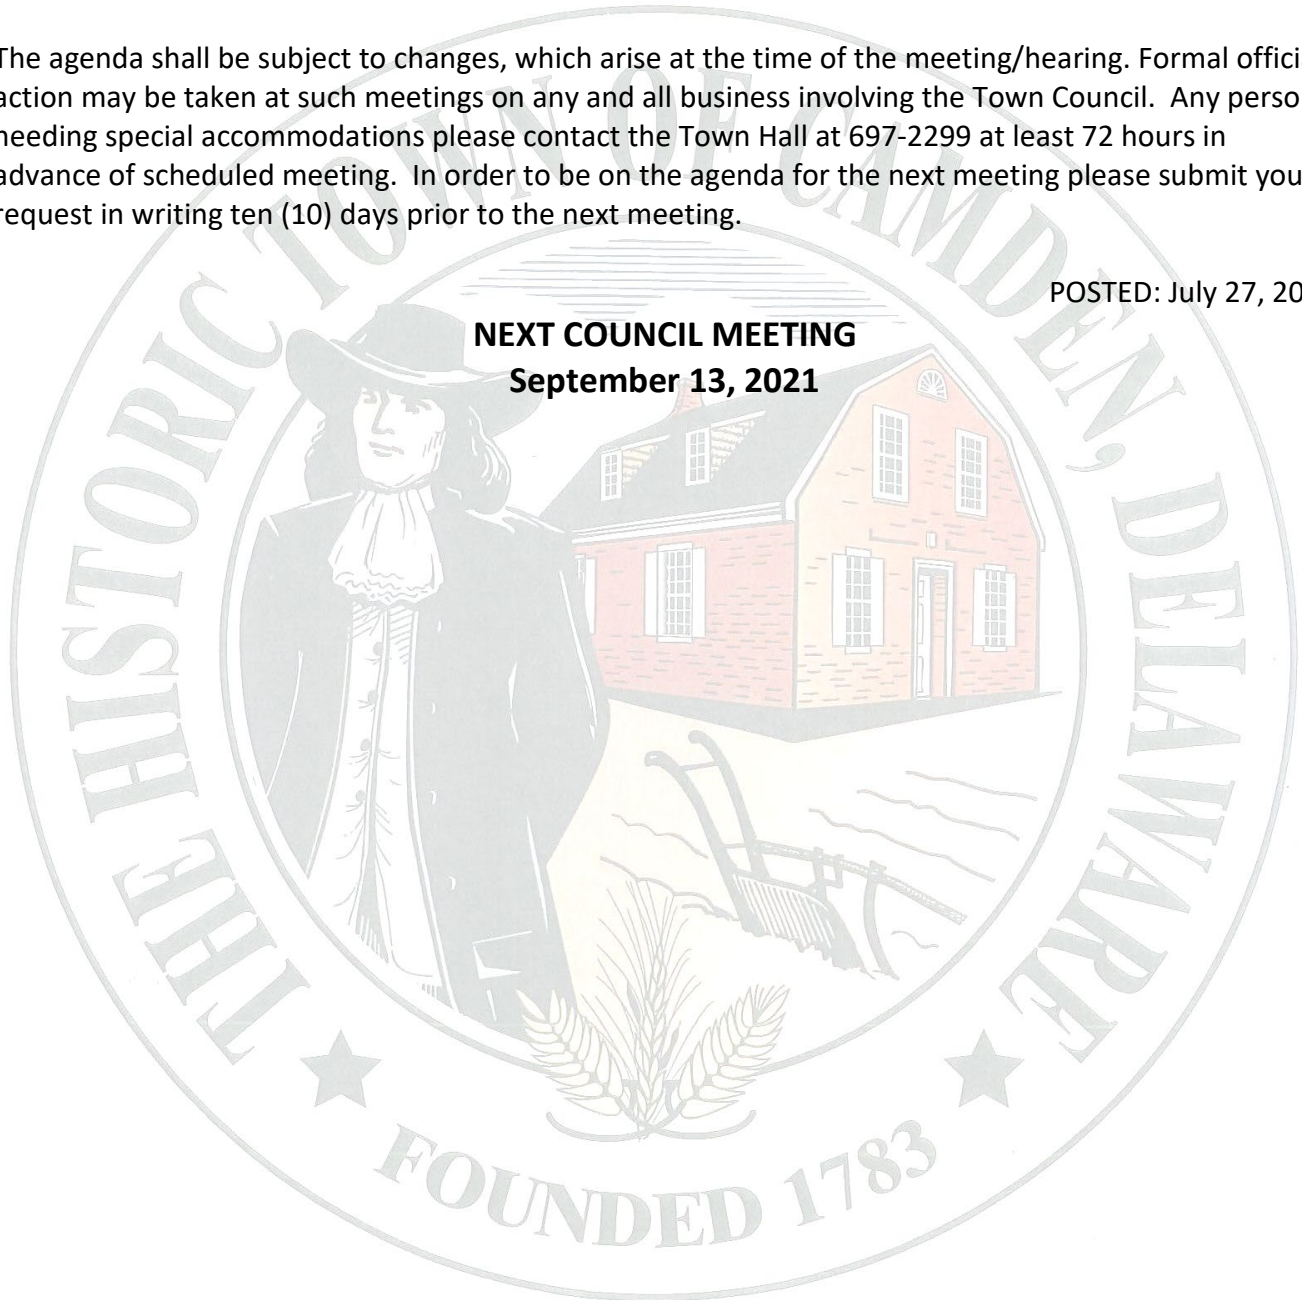 The agenda shall be subject to changes, which arise at the time of the meeting/hearing. Formal offici
action may be taken at such meetings on any and all business involving the Town Council. Any perso
needing special accommodations please contact the Town Hall at 697-2299 at least 72 hours in
advance of scheduled meeting. In order to be on the agenda for the next meeting please submit you
request in writing ten (10) days prior to the next meeting.
POSTED: July 27, 20
NEXT COUNCIL MEETING
September 13, 2021
THE HISTORIC TOWN OF CAMDEN, DELAWARE
FOUNDED 1783